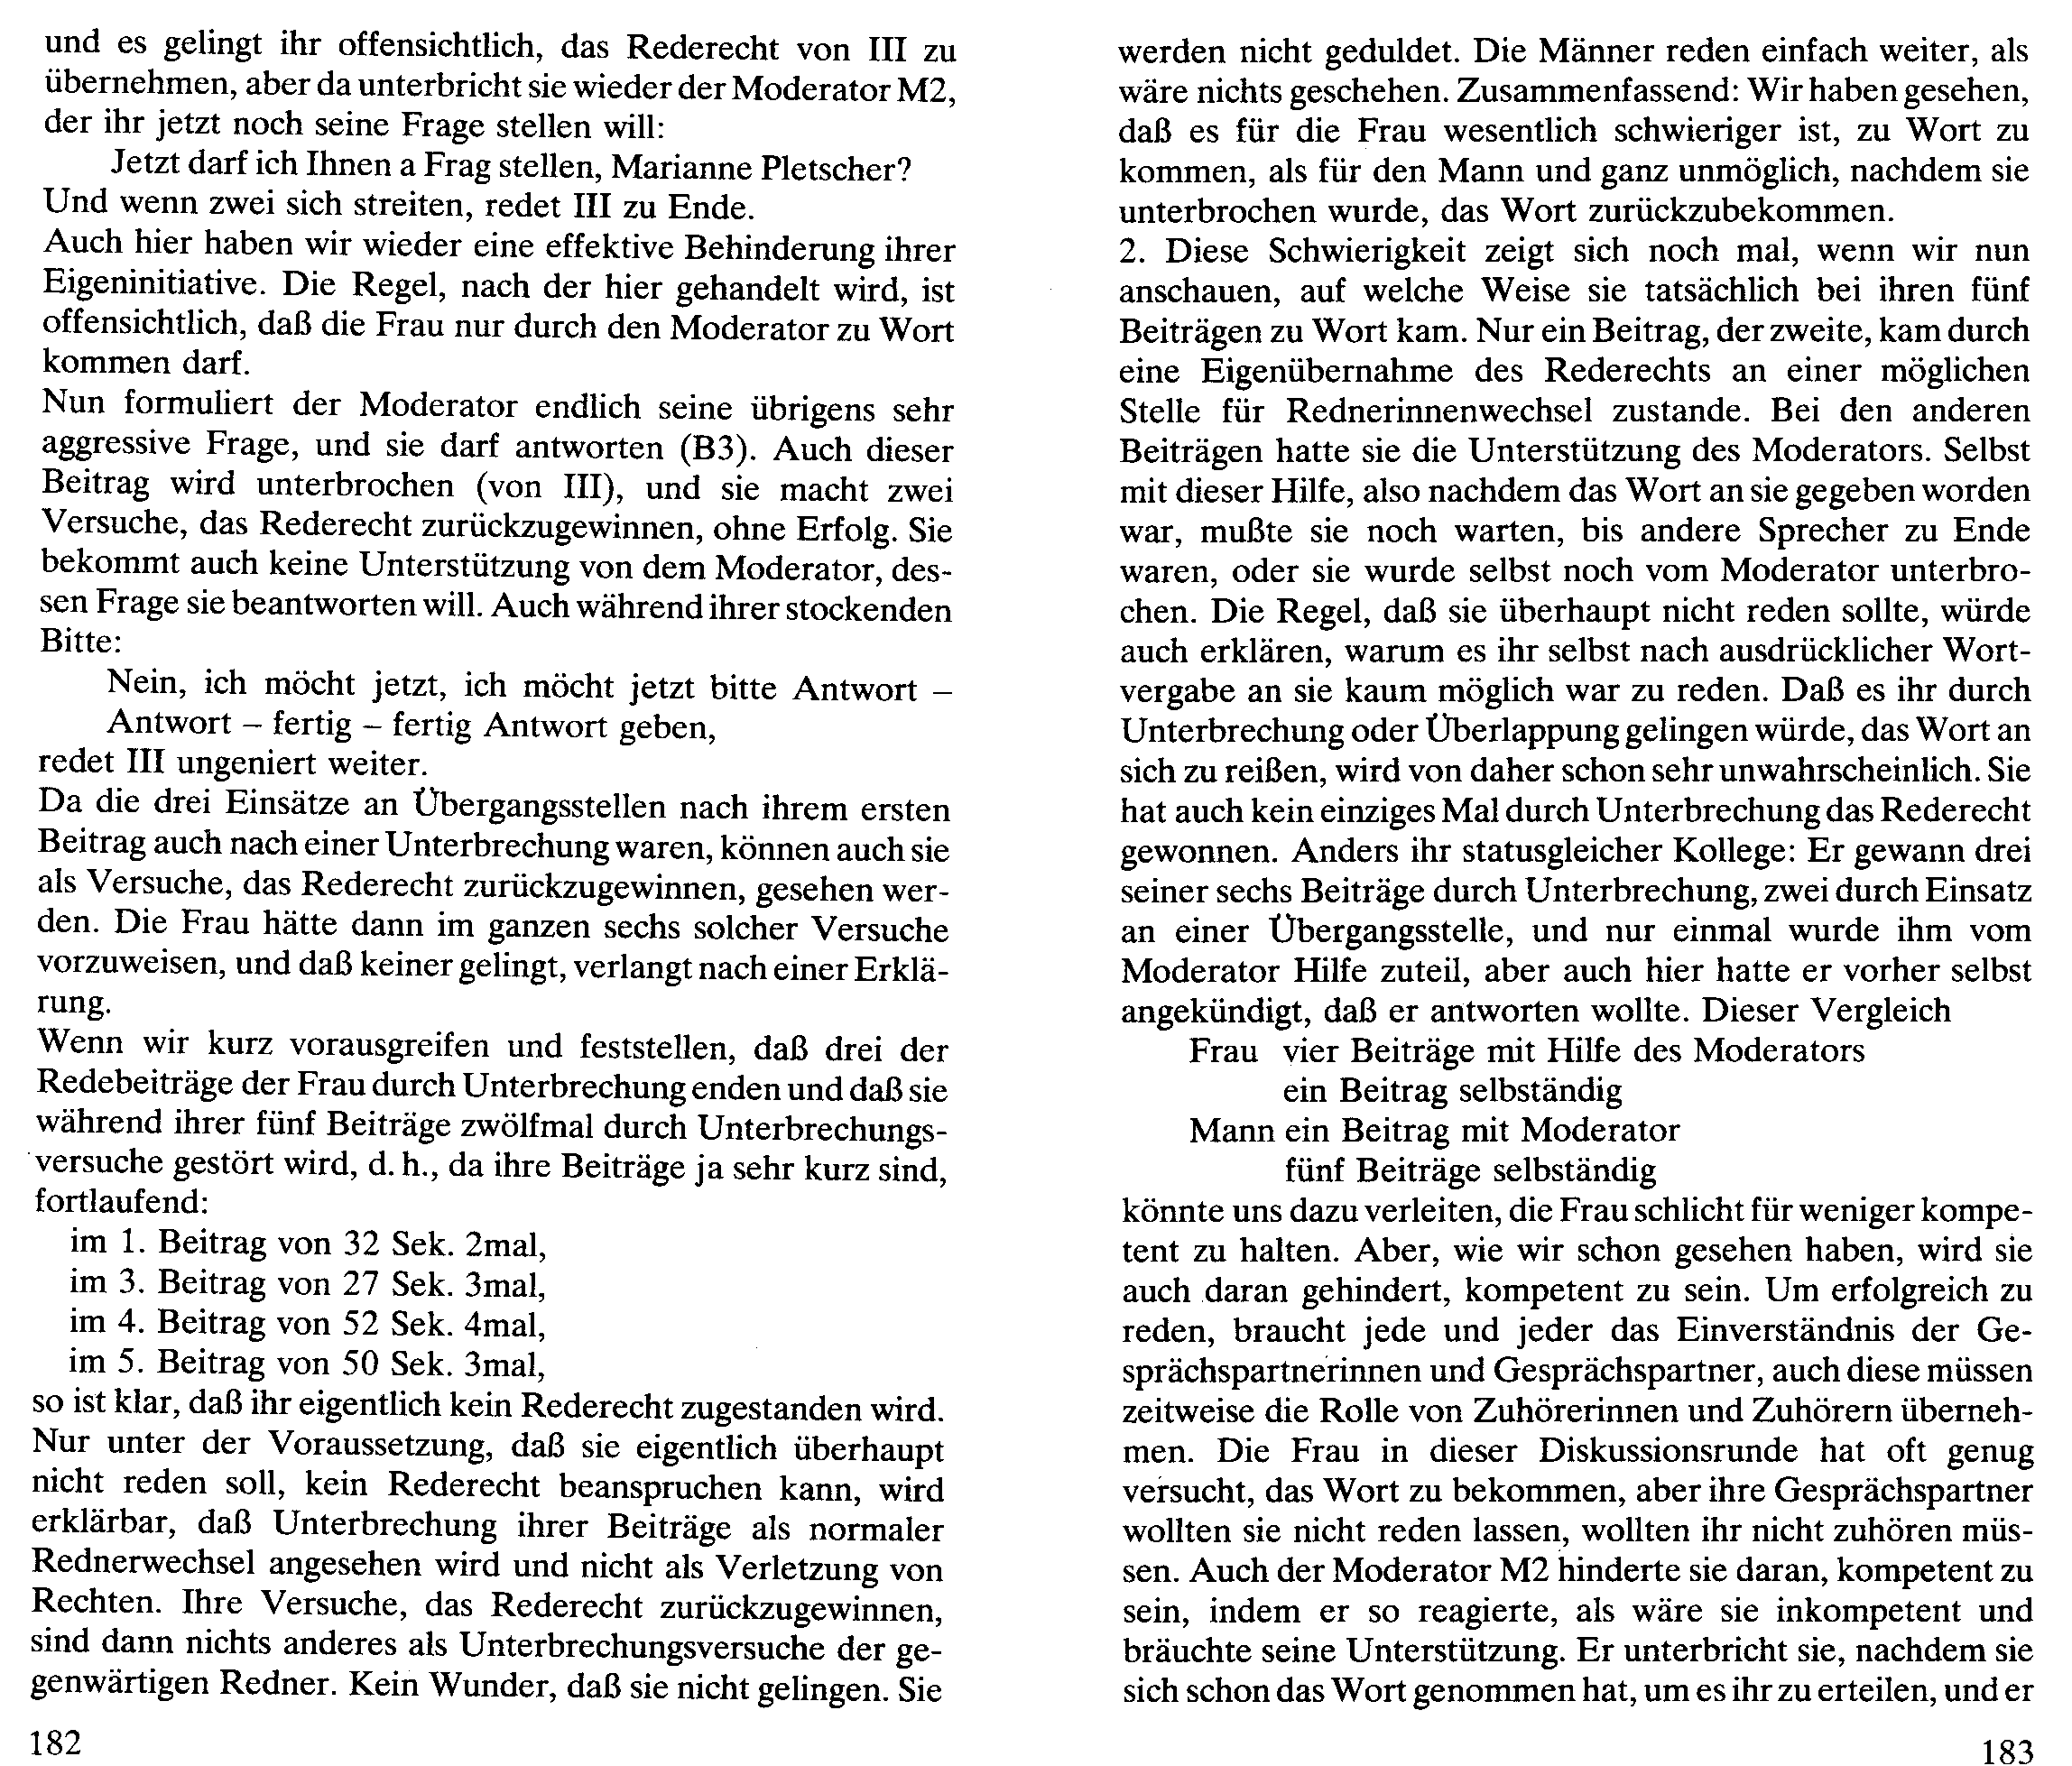 und es gelingt ihr offensichtlich, das Rederecht von III zu
übernehmen, aber da unterbricht sie wieder der Moderator M2,
der ihr jetzt noch seine Frage stellen will:
Jetzt darf ich Ihnen a Frag stellen, Marianne Pletscher?
Und wenn zwei sich streiten, redet III zu Ende.
Auch hier haben wir wieder eine effektive Behinderung ihrer
Eigeninitiative. Die Regel, nach der hier gehandelt wird, ist
offensichtlich, daß die Frau nur durch den Moderator zu Wort
kommen darf.
Nun formuliert der Moderator endlich seine übrigens sehr
aggressive Frage, und sie darf antworten (B3). Auch dieser
Beitrag wird unterbrochen (von III), und sie macht zwei
Versuche, das Rederecht zurückzugewinnen, ohne Erfolg. Sie
bekommt auch keine Unterstützung von dem Moderator, des-
sen Frage sie beantworten will. Auch während ihrer stockenden
Bitte:
Nein, ich möcht jetzt, ich möcht jetzt bitte Antwort –
Antwort – fertig – fertig Antwort geben,
redet III ungeniert weiter.
Da die drei Einsätze an Übergangsstellen nach ihrem ersten
Beitrag auch nach einer Unterbrechung waren, können auch sie
als Versuche, das Rederecht zurückzugewinnen, gesehen wer-
den. Die Frau hätte dann im ganzen sechs solcher Versuche
vorzuweisen, und daß keiner gelingt, verlangt nach einer Erklä-
rung.
Wenn wir kurz vorausgreifen und feststellen, daß drei der
Redebeiträge der Frau durch Unterbrechung enden und daß sie
während ihrer fünf Beiträge zwölfmal durch Unterbrechungs-
versuche gestört wird, d. h., da ihre Beiträge ja sehr kurz sind,
fortlaufend:
im 1. Beitrag von 32 Sek. 2mal,
im 3. Beitrag von 27 Sek. 3mal,
im 4. Beitrag von 52 Sek. 4mal,
im 5. Beitrag von 50 Sek. 3mal,
so ist klar, daß ihr eigentlich kein Rederecht zugestanden wird.
Nur unter der Voraussetzung, daß sie eigentlich überhaupt
nicht reden soll, kein Rederecht beanspruchen kann, wird
erklärbar, daß Unterbrechung ihrer Beiträge als normaler
Rednerwechsel angesehen wird und nicht als Verletzung von
Rechten. Ihre Versuche, das Rederecht zurückzugewinnen,
sind dann nichts anderes als Unterbrechungsversuche der ge-
genwärtigen Redner. Kein Wunder, daß sie nicht gelingen. Sie
182
werden nicht geduldet. Die Männer reden einfach weiter, als
wäre nichts geschehen. Zusammenfassend: Wir haben gesehen,
daß es für die Frau wesentlich schwieriger ist, zu Wort zu
kommen, als für den Mann und ganz unmöglich, nachdem sie
unterbrochen wurde, das Wort zurückzubekommen.
2. Diese Schwierigkeit zeigt sich noch mal, wenn wir nun
anschauen, auf welche Weise sie tatsächlich bei ihren fünf
Beiträgen zu Wort kam. Nur ein Beitrag, der zweite, kam durch
eine Eigenübernahme des Rederechts an einer möglichen
Stelle für Rednerinnenwechsel zustande. Bei den anderen
Beiträgen hatte sie die Unterstützung des Moderators. Selbst
mit dieser Hilfe, also nachdem das Wort an sie gegeben worden
war, mußte sie noch warten, bis andere Sprecher zu Ende
waren, oder sie wurde selbst noch vom Moderator unterbro-
chen. Die Regel, daß sie überhaupt nicht reden sollte, würde
auch erklären, warum es ihr selbst nach ausdrücklicher Wort-
vergabe an sie kaum möglich war zu reden. Daß es ihr durch
Unterbrechung oder Überlappung gelingen würde, das Wort an
sich zu reißen, wird von daher schon sehr unwahrscheinlich. Sie
hat auch kein einziges Mal durch Unterbrechung das Rederecht
gewonnen. Anders ihr statusgleicher Kollege: Er gewann drei
seiner sechs Beiträge durch Unterbrechung, zwei durch Einsatz
an einer Übergangsstelle, und nur einmal wurde ihm vom
Moderator Hilfe zuteil, aber auch hier hatte er vorher selbst
angekündigt, daß er antworten wollte. Dieser Vergleich
Frau vier Beiträge mit Hilfe des Moderators
ein Beitrag selbständig
Mann ein Beitrag mit Moderator
fünf Beiträge selbständig
könnte uns dazu verleiten, die Frau schlicht für weniger kompe-
tent zu halten. Aber, wie wir schon gesehen haben, wird sie
auch daran gehindert, kompetent zu sein. Um erfolgreich zu
reden, braucht jede und jeder das Einverständnis der Ge-
sprächspartnerinnen und Gesprächspartner, auch diese müssen
zeitweise die Rolle von Zuhörerinnen und Zuhörern überneh-
men. Die Frau in dieser Diskussionsrunde hat oft genug
versucht, das Wort zu bekommen, aber ihre Gesprächspartner
wollten sie nicht reden lassen, wollten ihr nicht zuhören müs-
sen. Auch der Moderator M2 hinderte sie daran, kompetent zu
sein, indem er so reagierte, als wäre sie inkompetent und
bräuchte seine Unterstützung. Er unterbricht sie, nachdem sie
sich schon das Wort genommen hat, um es ihr zu erteilen, und er
183